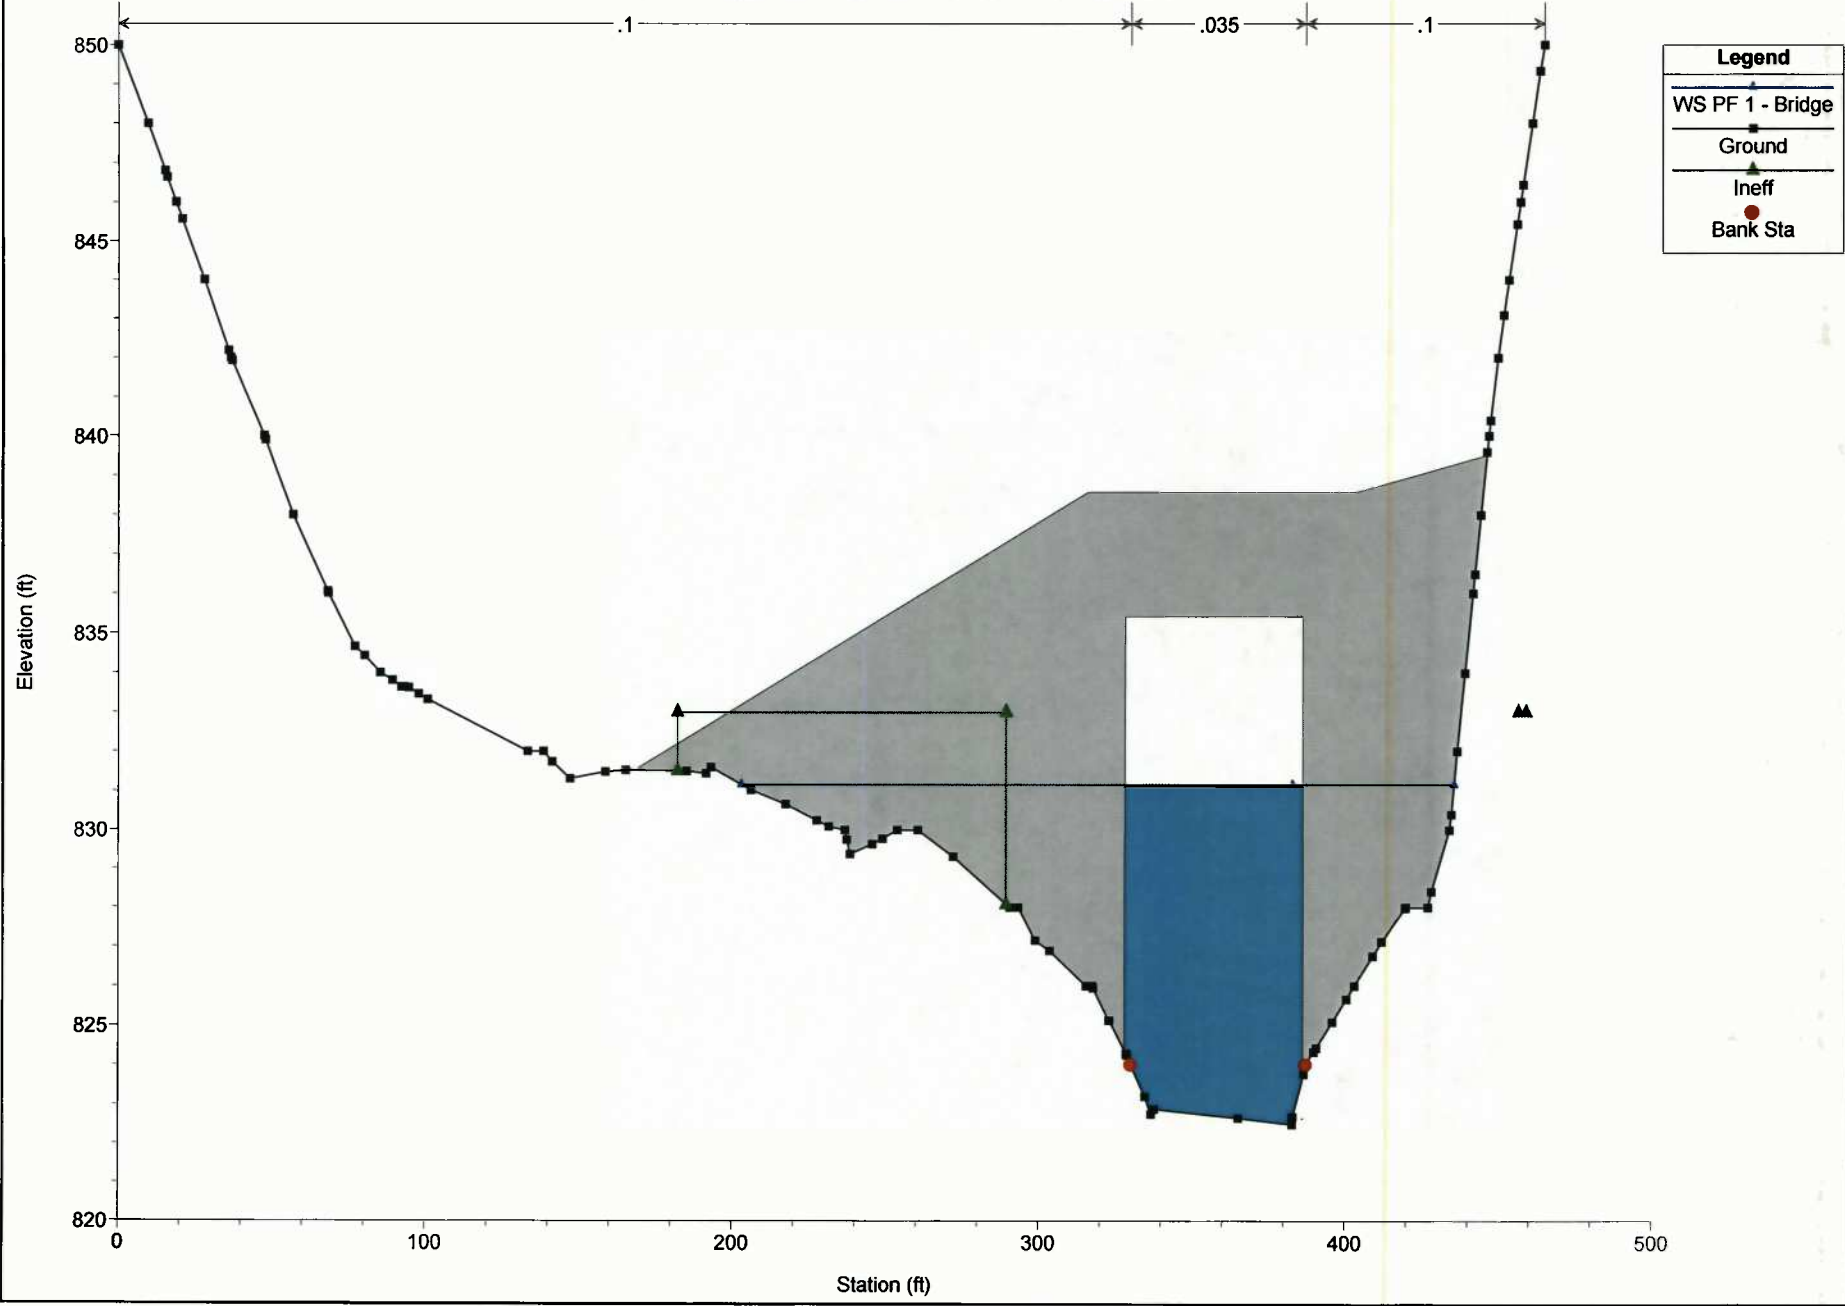 .1
.035
.1
850
845
840
835
830
825
820
Elevation (ft)
0
100
200
300
400
500
Station (ft)
Legend
WS PF 1 - Bridge
Ground
Ineff
Bank Sta